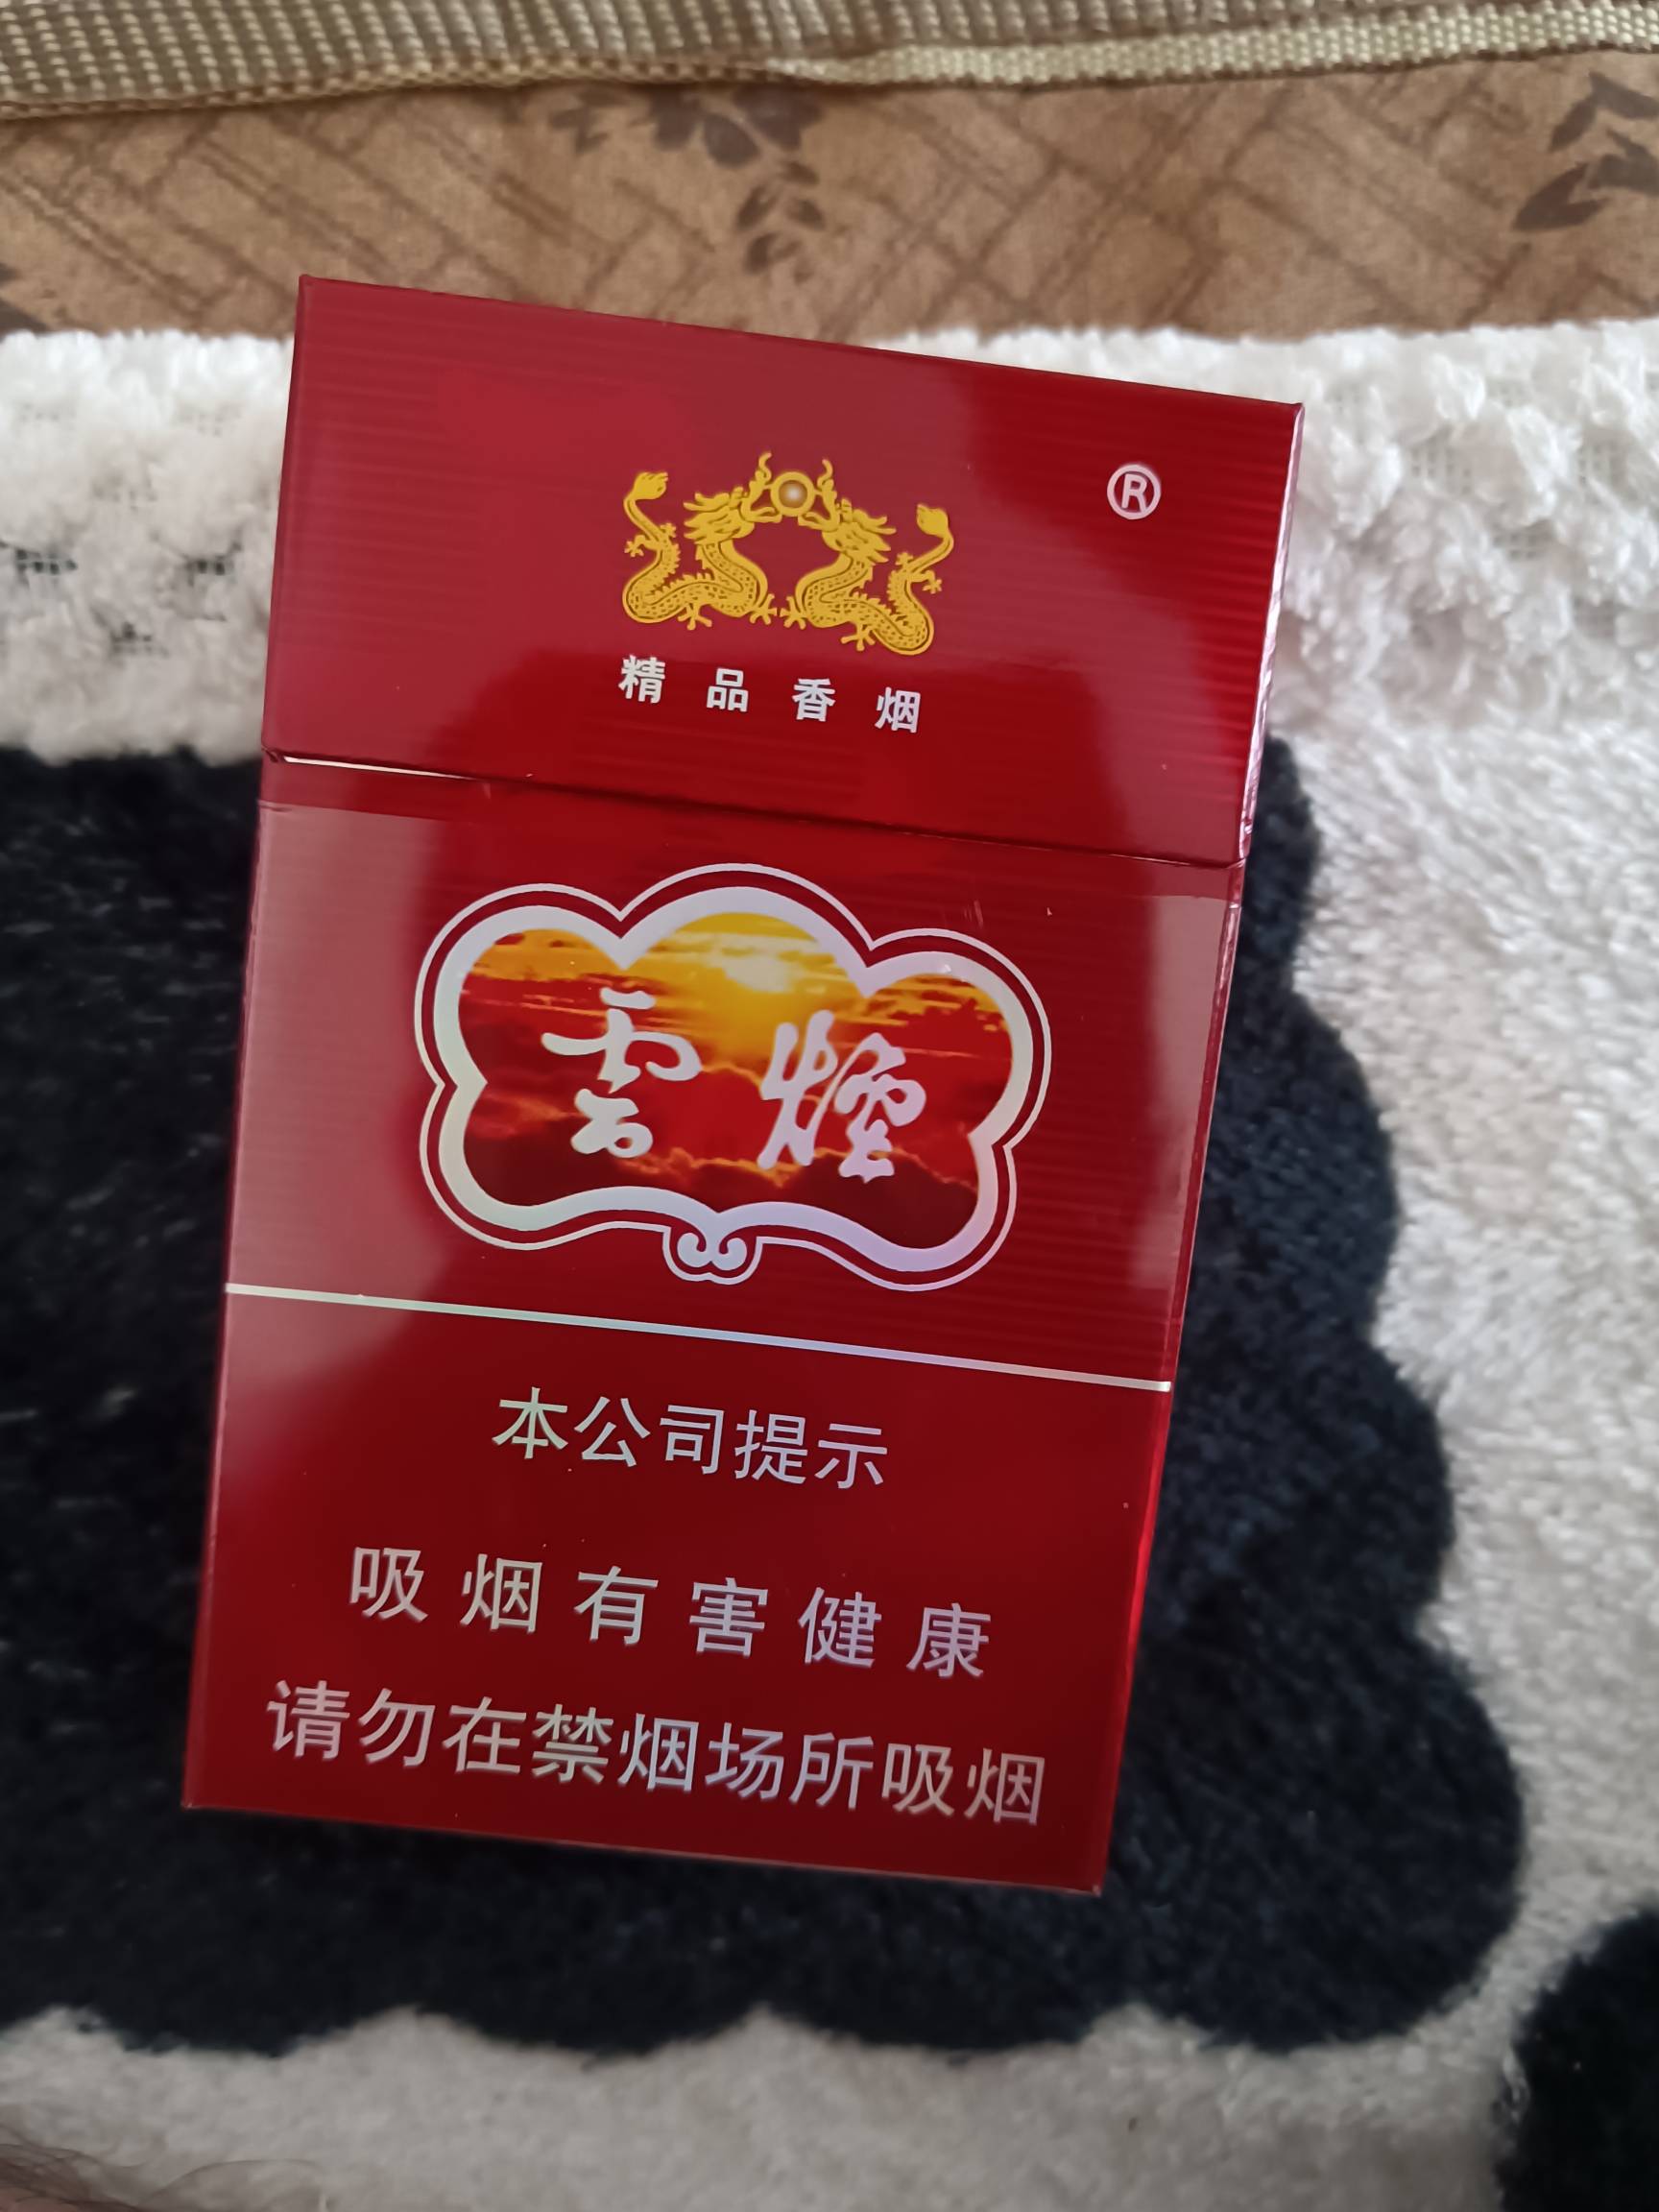 ®
精品香烟
雲煙
本公司提示
吸烟有害健康
请勿在禁烟场所吸烟